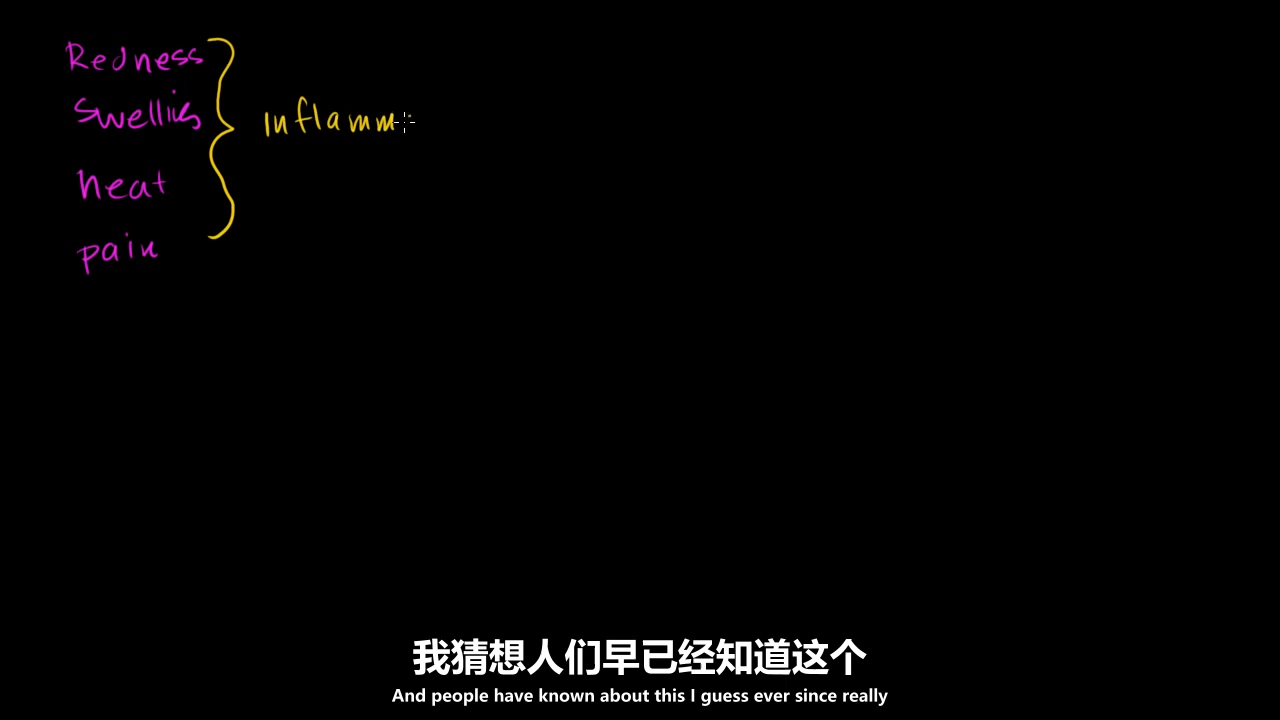 Redness
Swelling
heat
pain
Inflamm
我猜想人们早已经知道这个
And people have known about this I guess ever since really